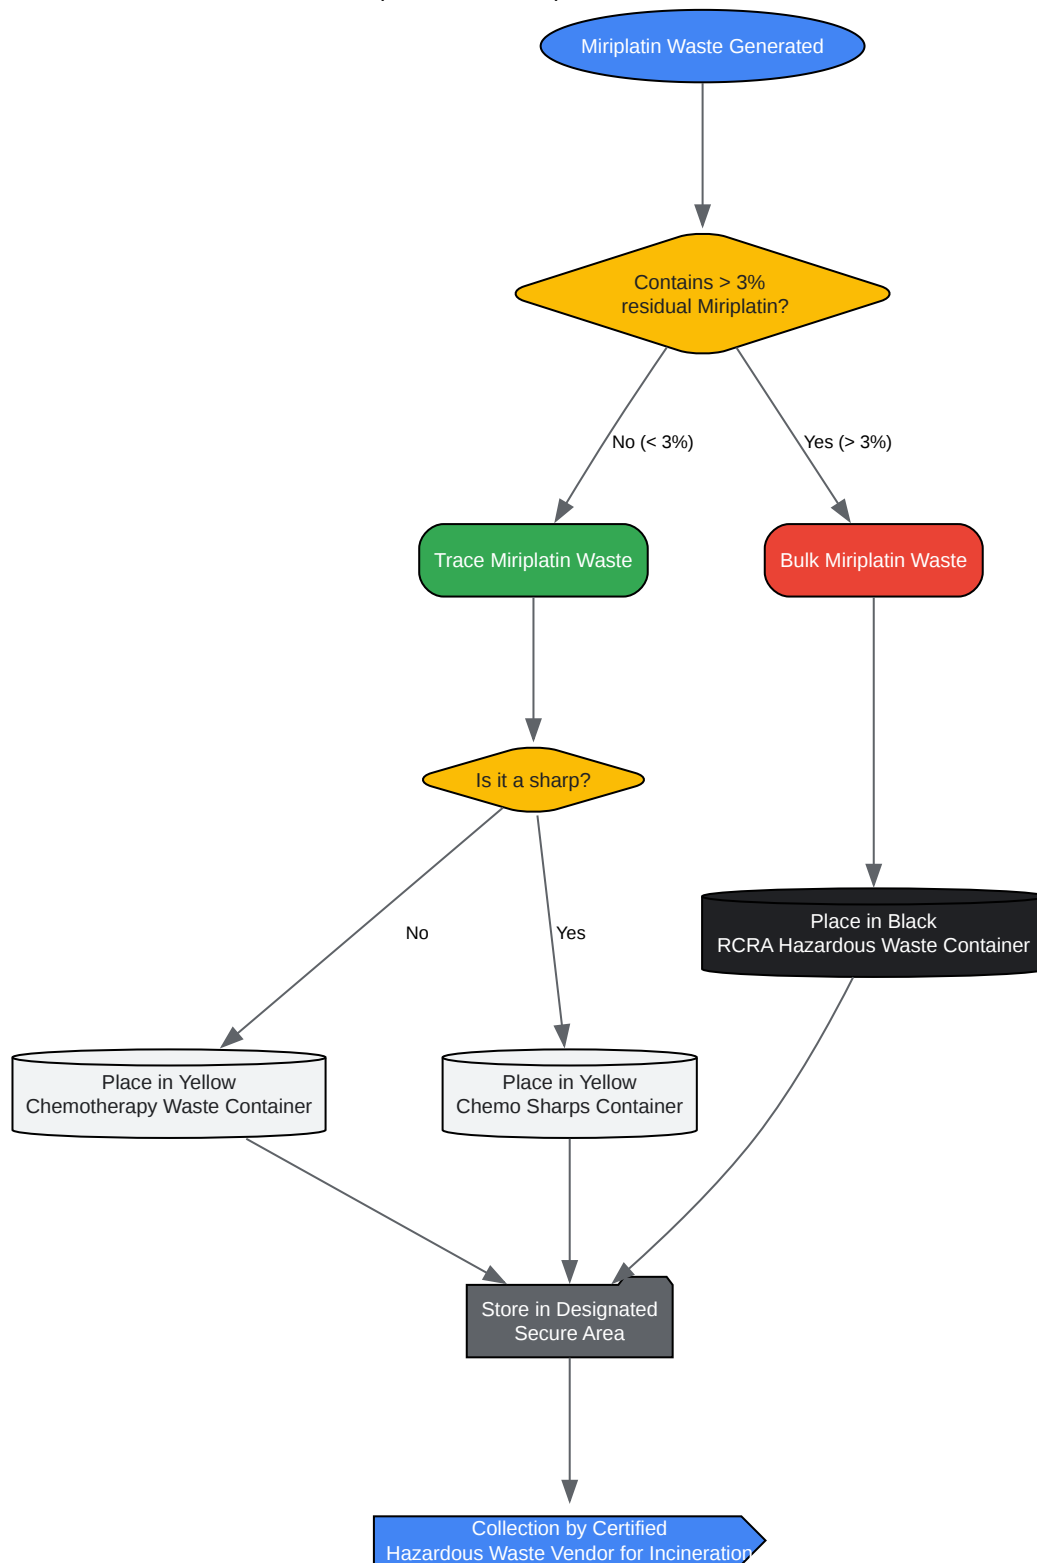 Miriplatin Waste Generated
Contains > 3%
residual Miriplatin?
No (< 3%)
Yes (> 3%)
Trace Miriplatin Waste
Bulk Miriplatin Waste
Is it a sharp?
No
Yes
Place in Black
RCRA Hazardous Waste Container
Place in Yellow
Chemotherapy Waste Container
Place in Yellow
Chemo Sharps Container
Store in Designated
Secure Area
Collection by Certified
Hazardous Waste Vendor for Incineration